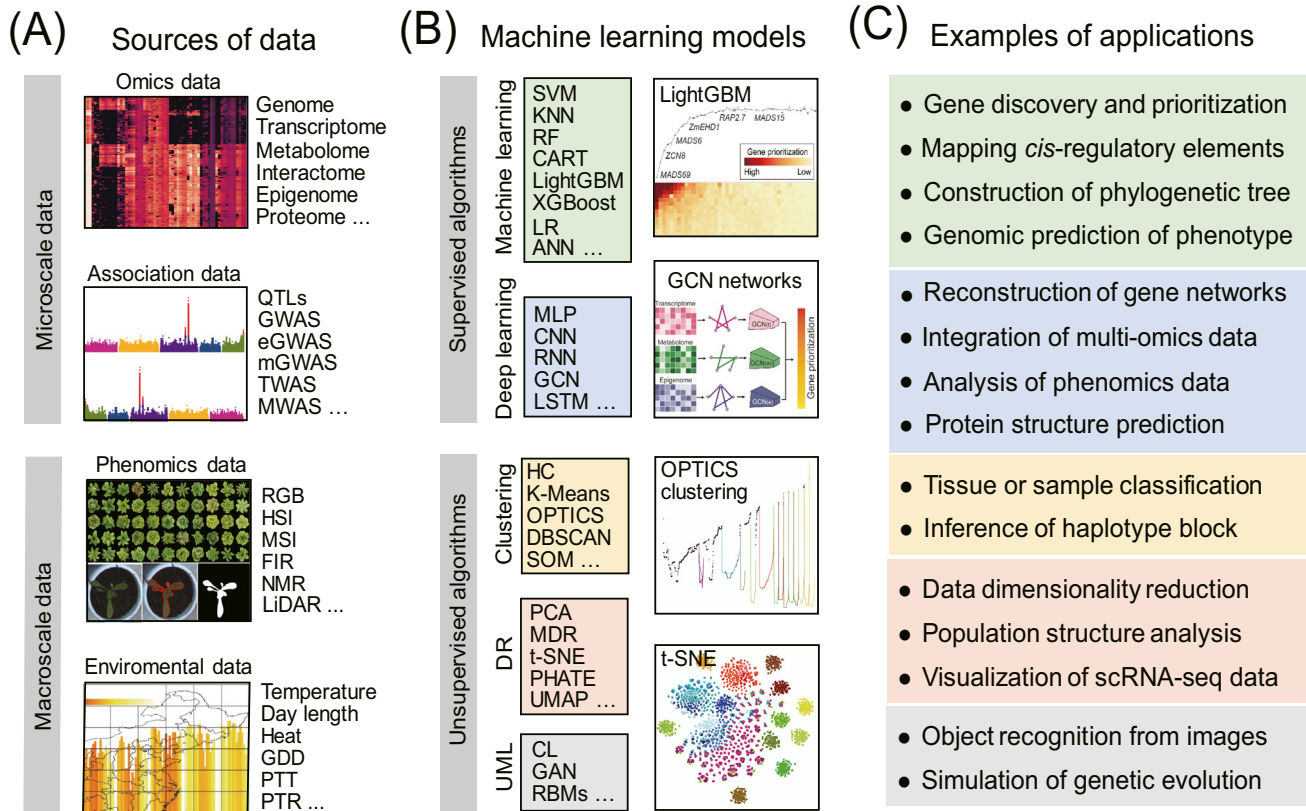 (A) Sources of data
Microscale data
Omics data
Genome
Transcriptome
Metabolome
Interactome
Epigenome
Proteome ...
Association data
QTLs
GWAS
eGWAS
mGWAS
TWAS
MWAS ...
Macroscale data
Phenomics data
RGB
HSI
MSI
FIR
NMR
LiDAR ...
Enviromental data
Temperature
Day length
Heat
GDD
PTT
PTR ...
(B) Machine learning models
Supervised algorithms
Machine learning
SVM
KNN
RF
CART
LightGBM
XGBoost
LR
ANN ...
LightGBM
RAP2.7
MADS15
ZmEHD1
MADS6
ZCN8
MADS69
Gene prioritization
High Low
Deep learning
MLP
CNN
RNN
GCN
LSTM ...
GCN networks
Transcriptome
GCN(t)
Metabolome
GCN(m)
Epigenome
GCN(e)
Gene prioritization
Unsupervised algorithms
Clustering
HC
K-Means
OPTICS
DBSCAN
SOM ...
OPTICS
clustering
DR
PCA
MDR
t-SNE
PHATE
UMAP ...
t-SNE
UML
CL
GAN
RBMs ...
(C) Examples of applications
● Gene discovery and prioritization
● Mapping cis-regulatory elements
● Construction of phylogenetic tree
● Genomic prediction of phenotype
● Reconstruction of gene networks
● Integration of multi-omics data
● Analysis of phenomics data
● Protein structure prediction
● Tissue or sample classification
● Inference of haplotype block
● Data dimensionality reduction
● Population structure analysis
● Visualization of scRNA-seq data
● Object recognition from images
● Simulation of genetic evolution